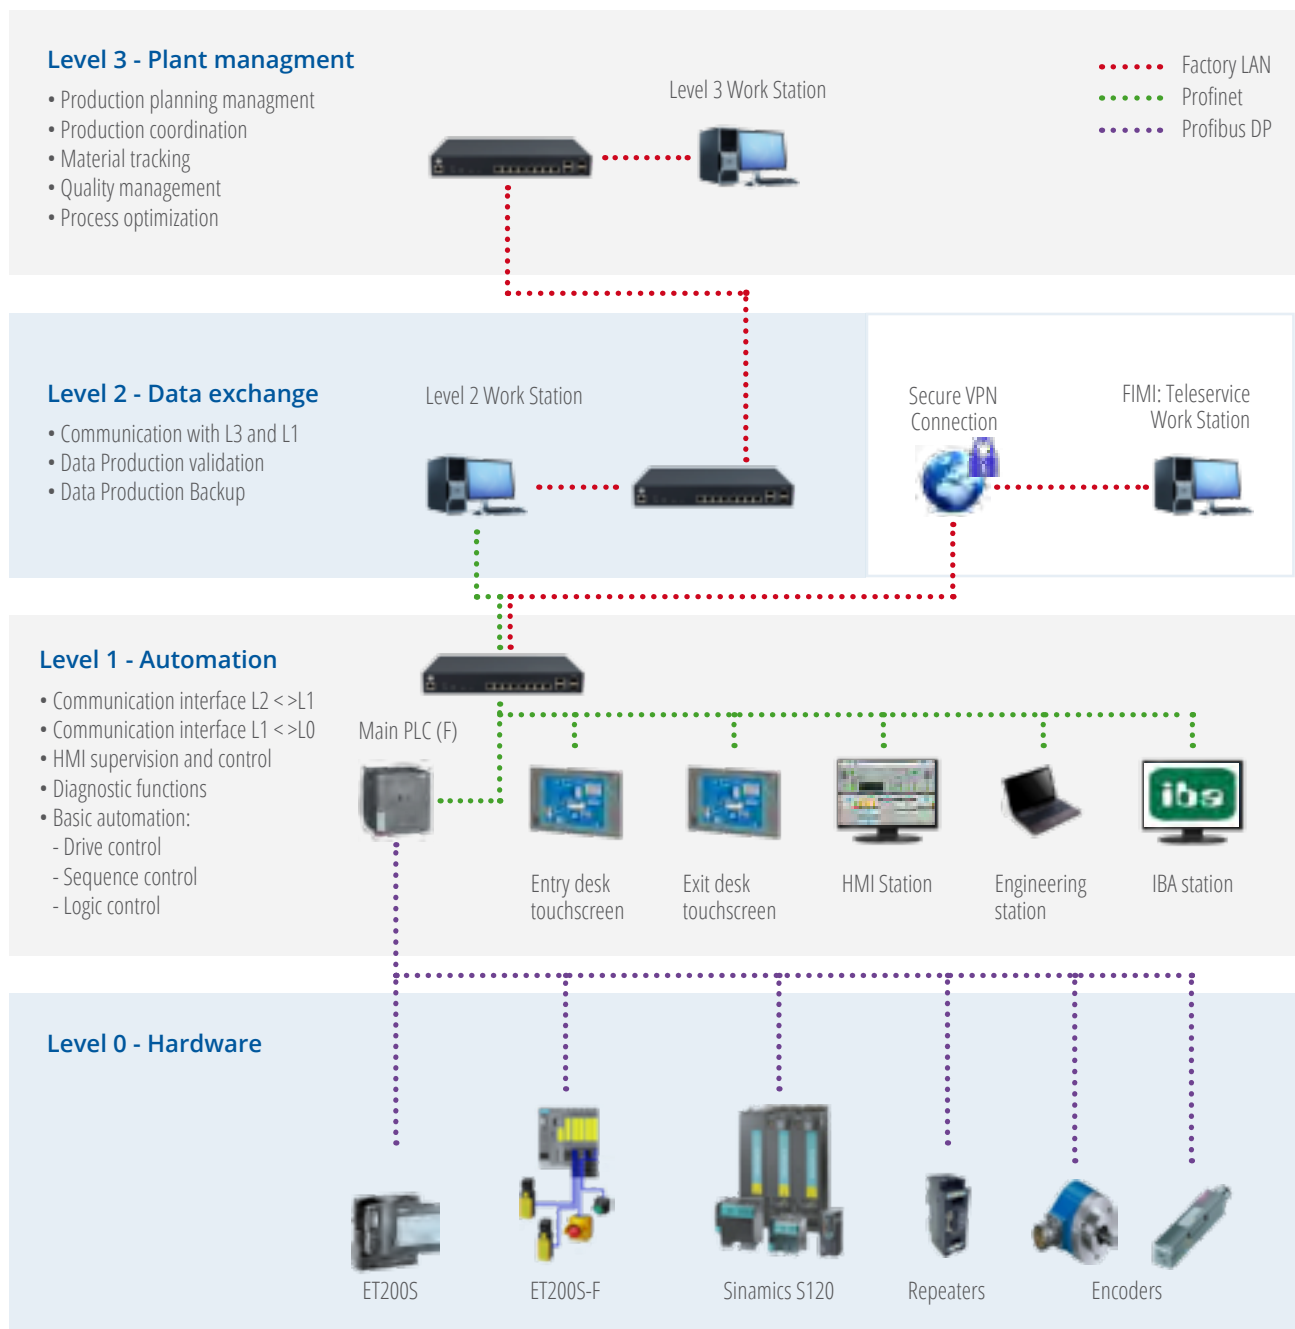 Level 3 - Plant managment
• Production planning managment
• Production coordination
• Material tracking
• Quality management
• Process optimization
Level 3 Work Station
Factory LAN
Profinet
Profibus DP
Level 2 - Data exchange
• Communication with L3 and L1
• Data Production validation
• Data Production Backup
Level 2 Work Station
Secure VPN
Connection
FIMI: Teleservice
Work Station
Level 1 - Automation
• Communication interface L2 < >L1
• Communication interface L1 < >L0
• HMI supervision and control
• Diagnostic functions
• Basic automation:
- Drive control
- Sequence control
- Logic control
Main PLC (F)
iba
Entry desk
touchscreen
Exit desk
touchscreen
HMI Station
Engineering
station
IBA station
Level 0 - Hardware
ET200S
ET200S-F
Sinamics S120
Repeaters
Encoders